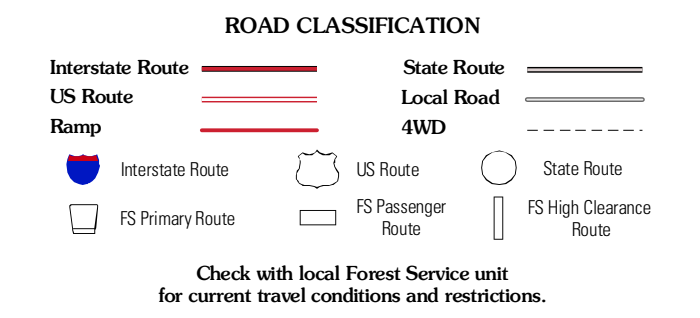 ROAD CLASSIFICATION
Interstate Route
State Route
US Route
Local Road
Ramp
4WD
Interstate Route
US Route
State Route
FS Primary Route
FS Passenger
Route
FS High Clearance
Route
Check with local Forest Service unit
for current travel conditions and restrictions.